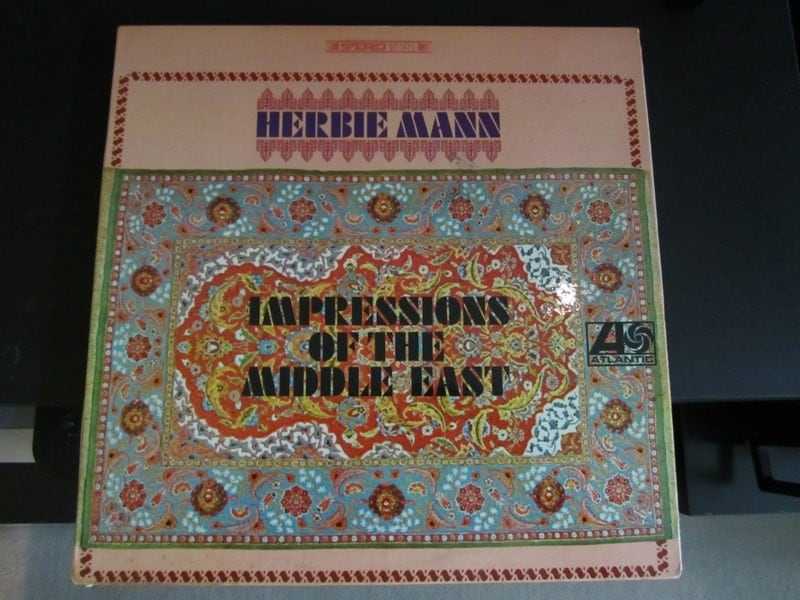 HERBIE MANN
IMPRESSIONS
OF THE
MIDDLE EAST
ATLANTIC